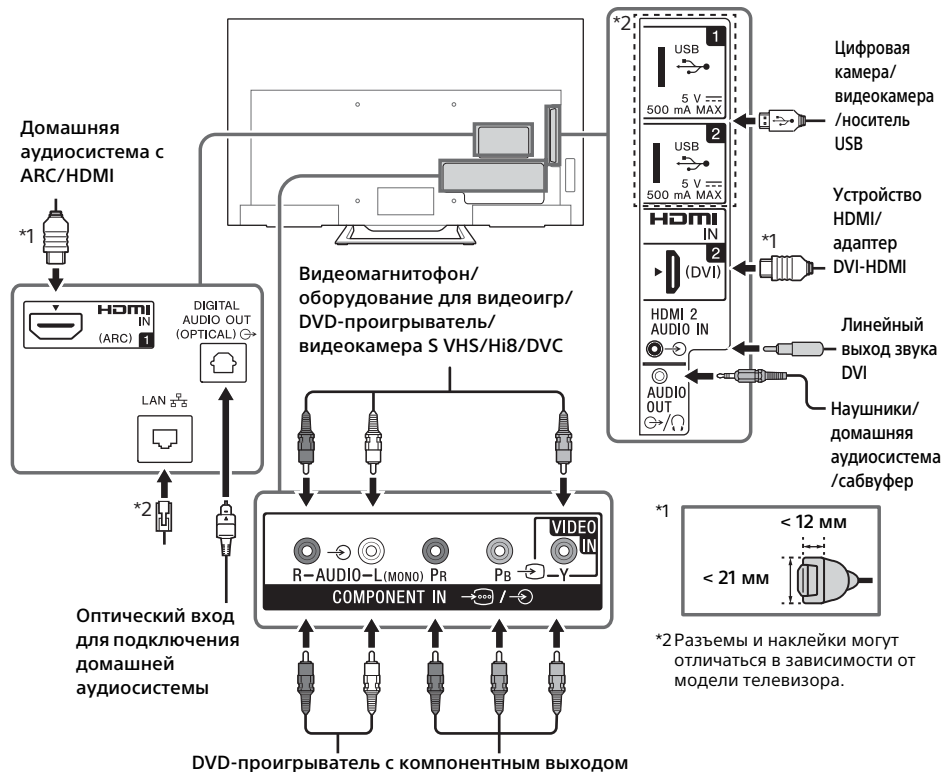 *2
1
USB
5 V
500 mA MAX
2
USB
5 V
500 mA MAX
HDMI
IN
2
(DVI)
HDMI 2
AUDIO IN
AUDIO
OUT
Цифровая
камера/
видеокамера
/носитель
USB
*1
Устройство
HDMI/
адаптер
DVI-HDMI
Линейный
выход звука
DVI
Наушники/
домашняя
аудиосистема
/сабвуфер
Домашняя
аудиосистема с
ARC/HDMI
*1
HDMI
IN
(ARC) 1
DIGITAL
AUDIO OUT
(OPTICAL)
LAN
*2
Оптический вход
для подключения
домашней
аудиосистемы
Видеомагнитофон/
оборудование для видеоигр/
DVD-проигрыватель/
видеокамера S VHS/Hi8/DVC
VIDEO
IN
R-AUDIO-L(MONO) PR PB Y
COMPONENT IN /
DVD-проигрыватель с компонентным выходом
*1
< 12 мм
< 21 мм
*2 Разъемы и наклейки могут
отличаться в зависимости от
модели телевизора.